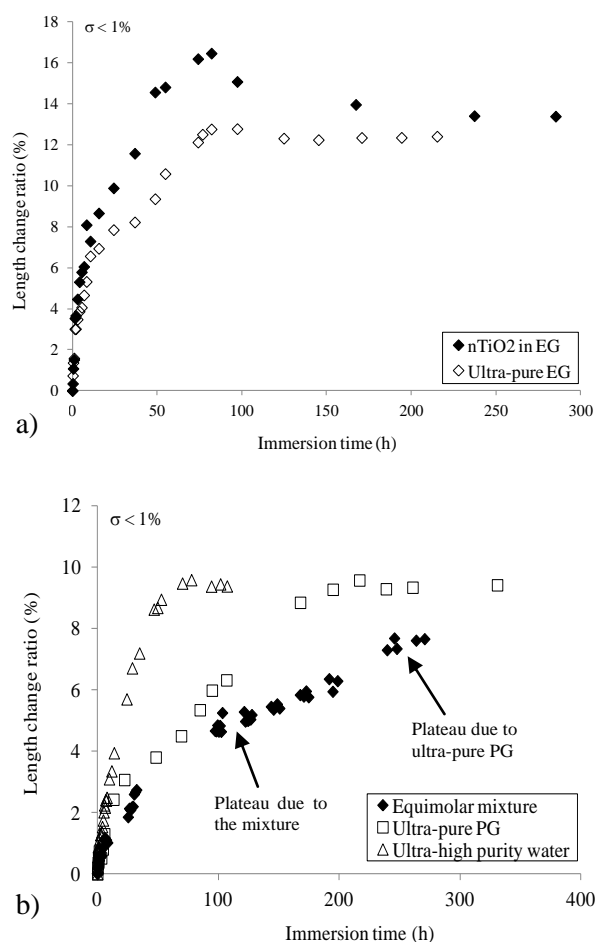 σ < 1%
18
16
14
12
10
8
6
4
2
0
Length change ratio (%)
◆ nTiO2 in EG
◇ Ultra-pure EG
0 50 100 150 200 250 300
Immersion time (h)
a)
σ < 1%
12
10
8
6
4
2
0
Length change ratio (%)
Plateau due to
ultra-pure PG
Plateau due to
the mixture
◆ Equimolar mixture
□ Ultra-pure PG
△ Ultra-high purity water
0 100 200 300 400
Immersion time (h)
b)